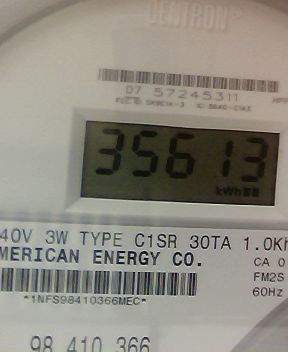 CENTRON
07 57245311
35613
kWh
40V 3W TYPE C1SR 30TA 1.0Kh
MERICAN ENERGY CO.
CA 0
FM2S
60Hz
*1NFS98410366MEC*
98 410 366